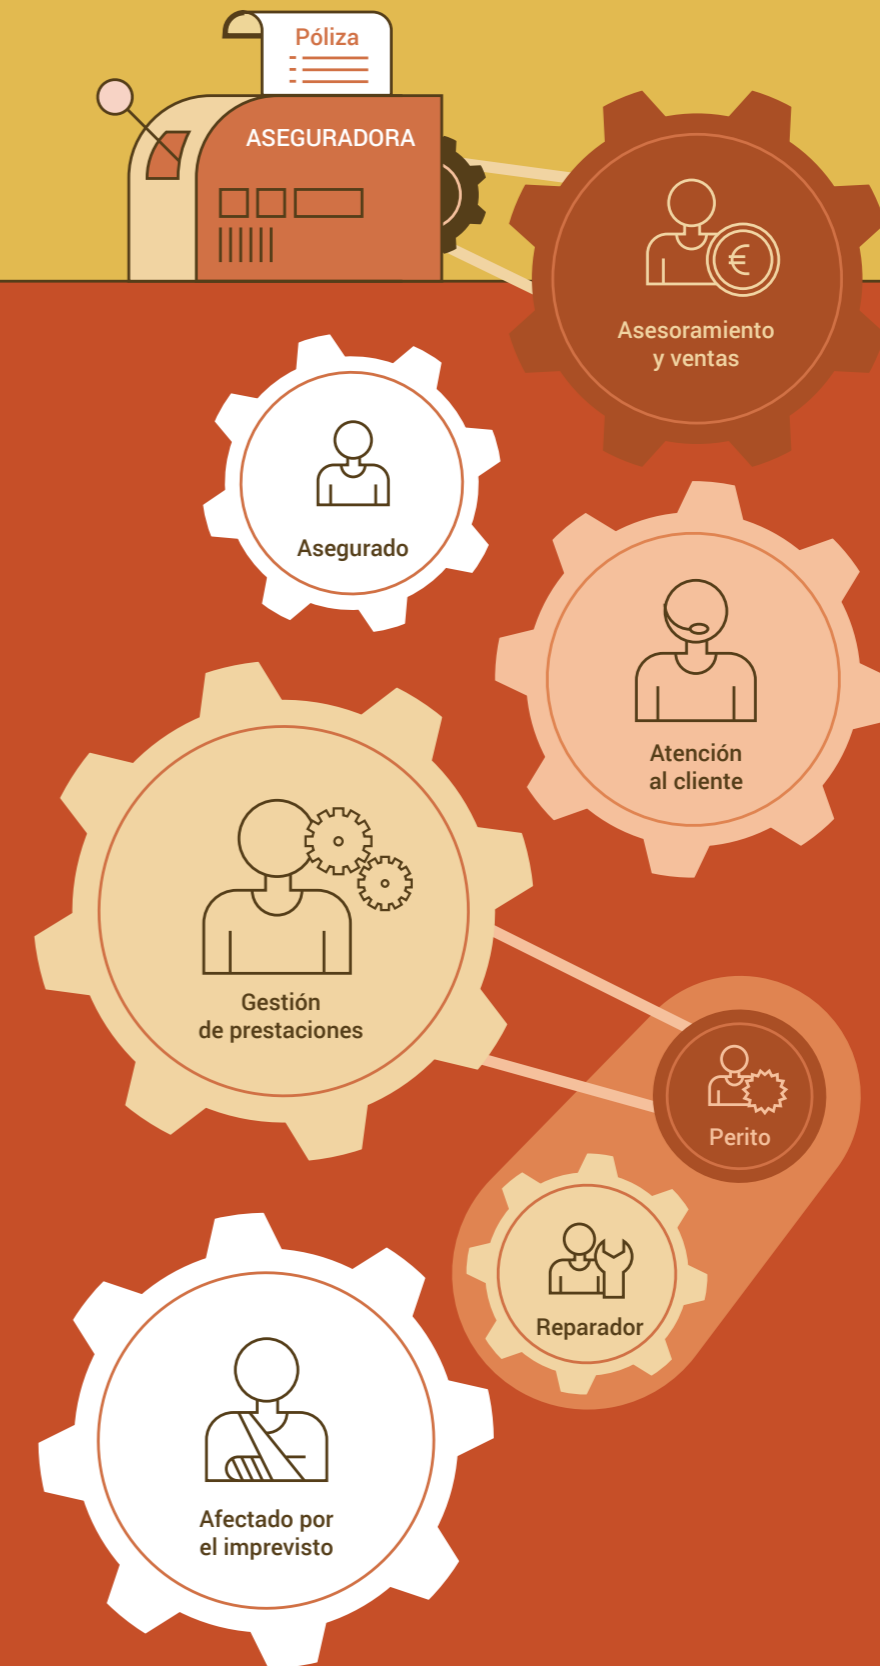 Póliza
ASEGURADORA
€
Asesoramiento
y ventas
Asegurado
Atención
al cliente
Gestión
de prestaciones
Perito
Reparador
Afectado por
el imprevisto